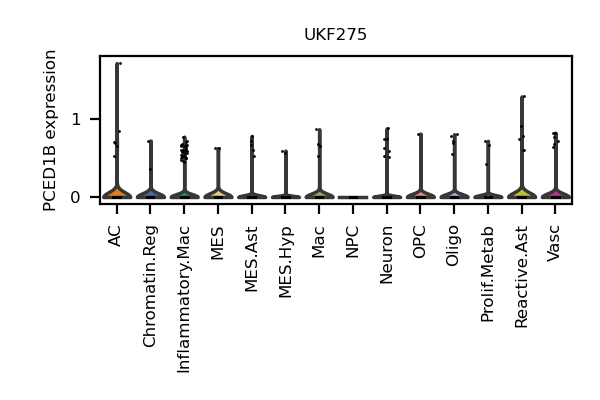 UKF275
PCED1B expression
1
0
AC
Chromatin.Reg
Inflammatory.Mac
MES
MES.Ast
MES.Hyp
Mac
NPC
Neuron
OPC
Oligo
Prolif.Metab
Reactive.Ast
Vasc